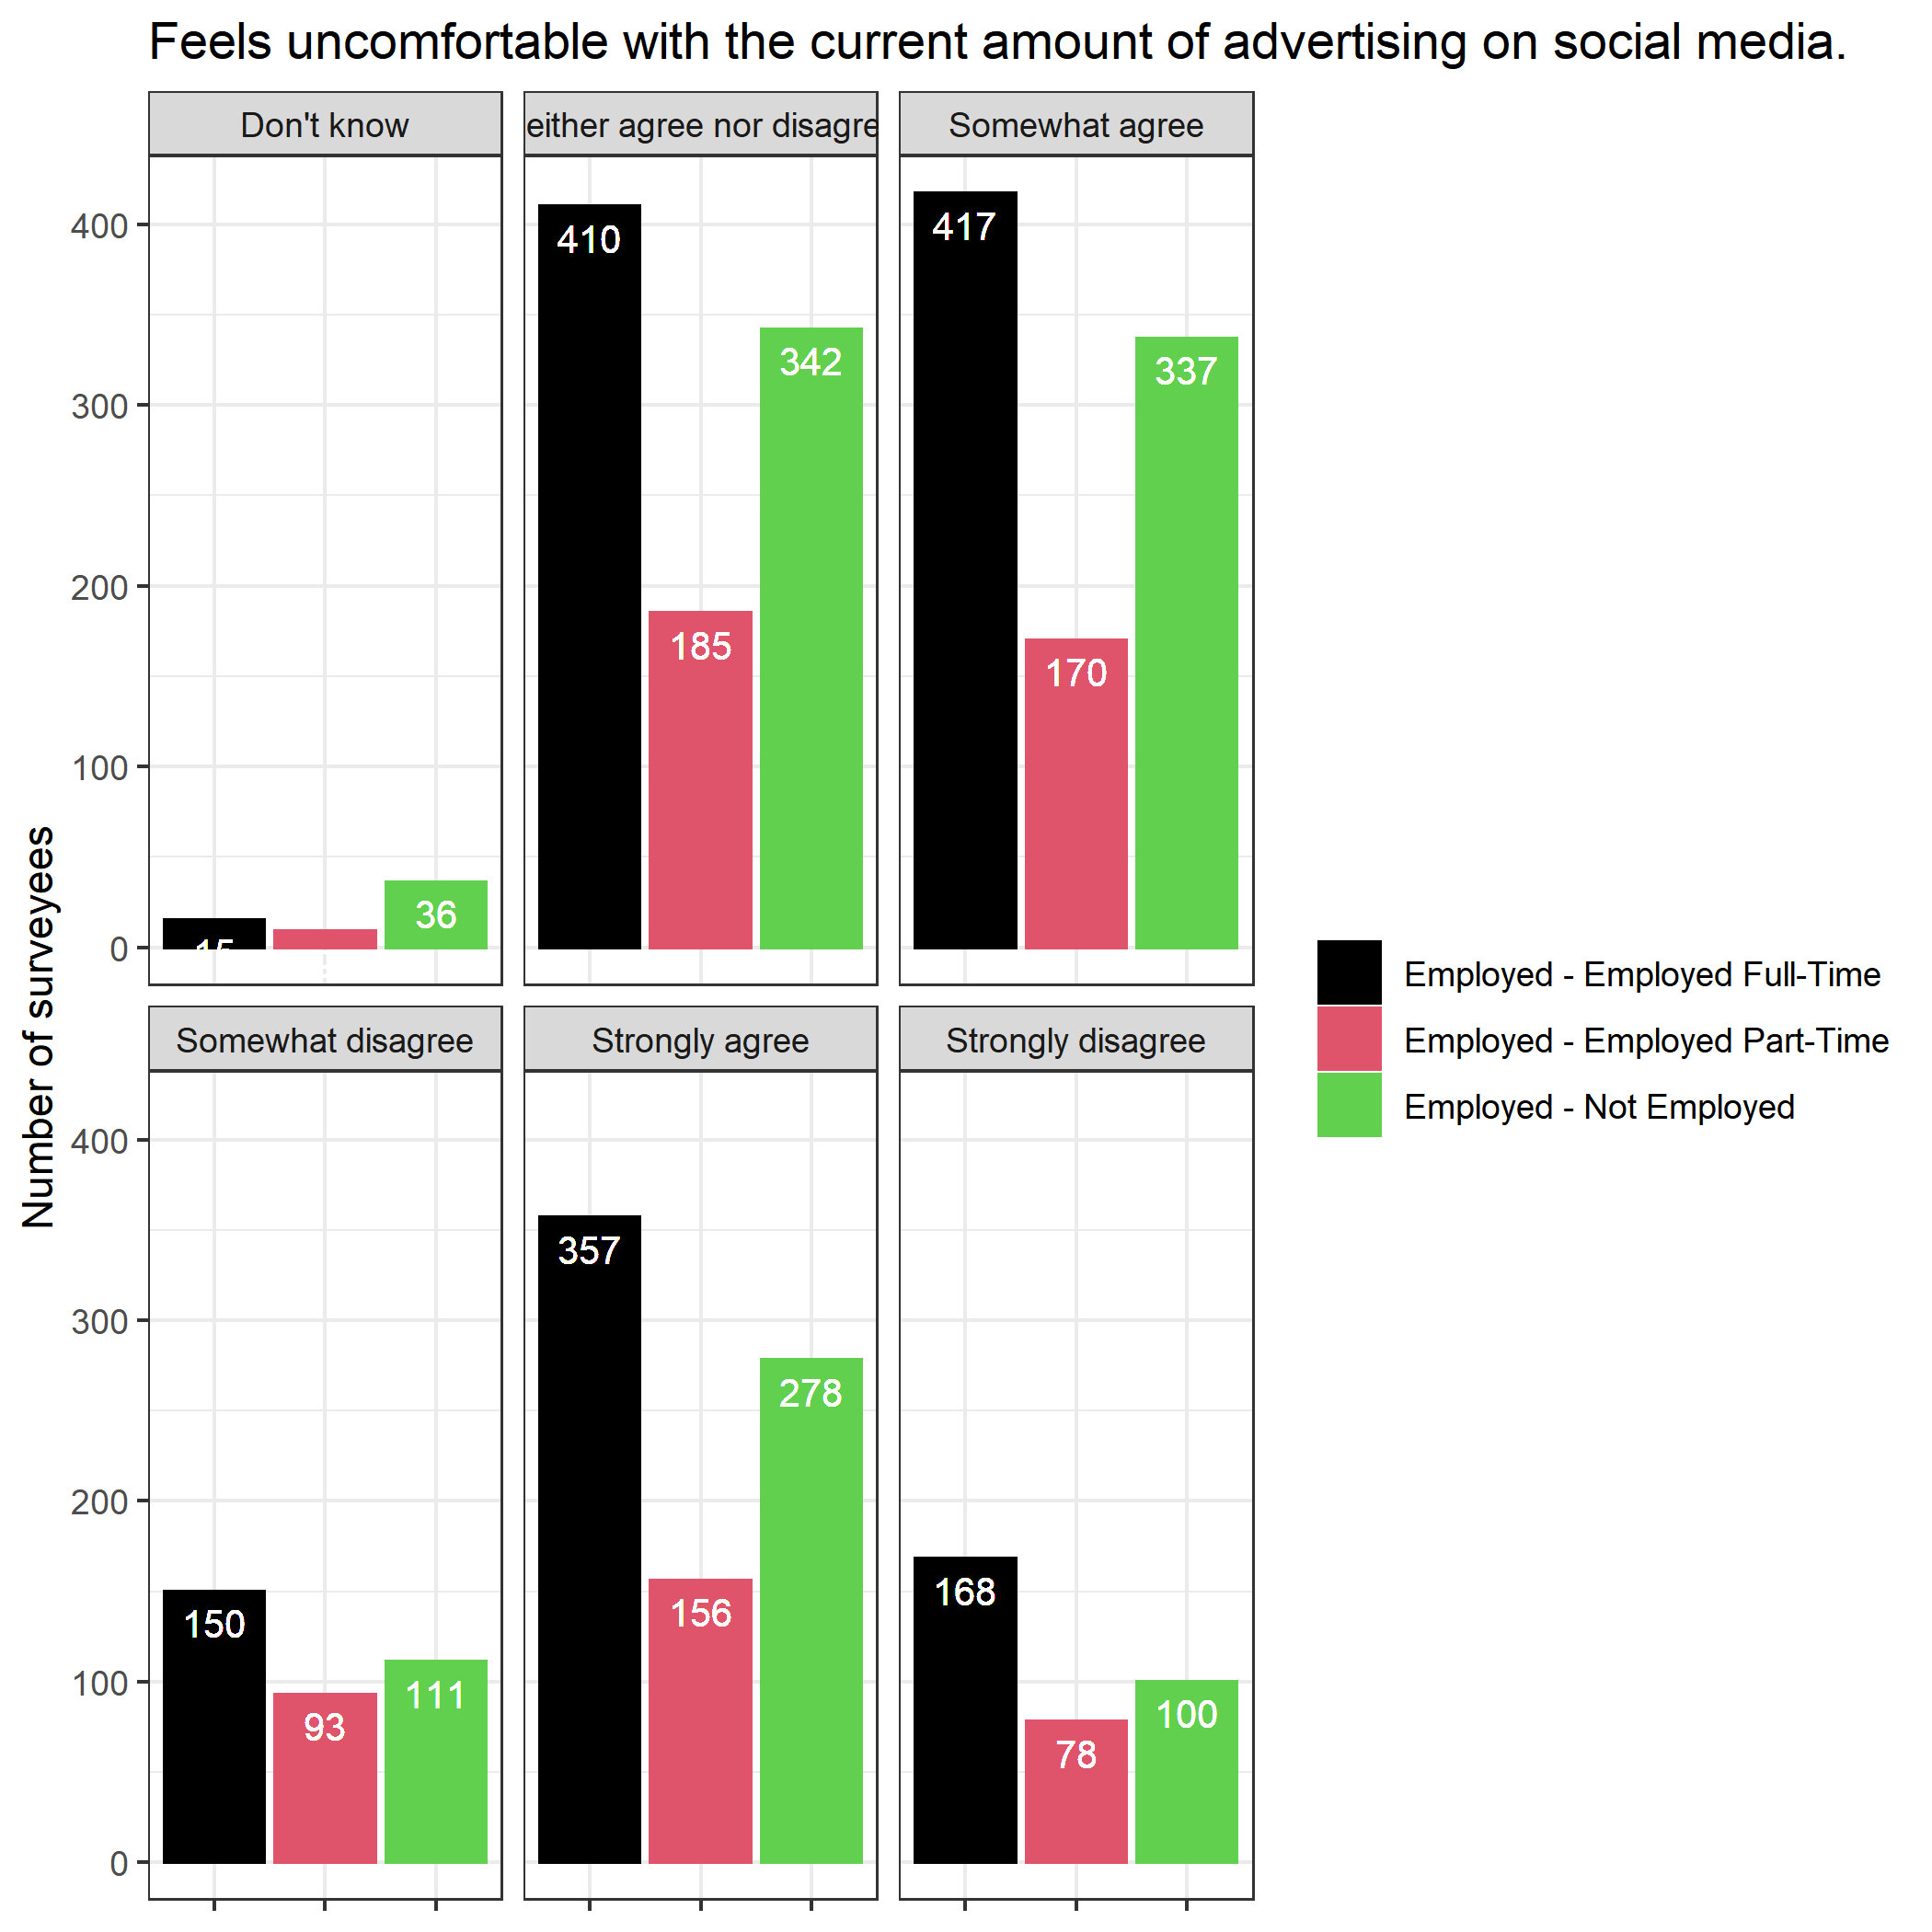 Feels uncomfortable with the current amount of advertising on social media.
Don't know
either agree nor disagre
Somewhat agree
400
300
200
100
0
15
36
410
185
342
417
170
337
Number of surveyees
Somewhat disagree
Strongly agree
Strongly disagree
400
300
200
100
0
150
93
111
357
156
278
168
78
100
Employed - Employed Full-Time
Employed - Employed Part-Time
Employed - Not Employed